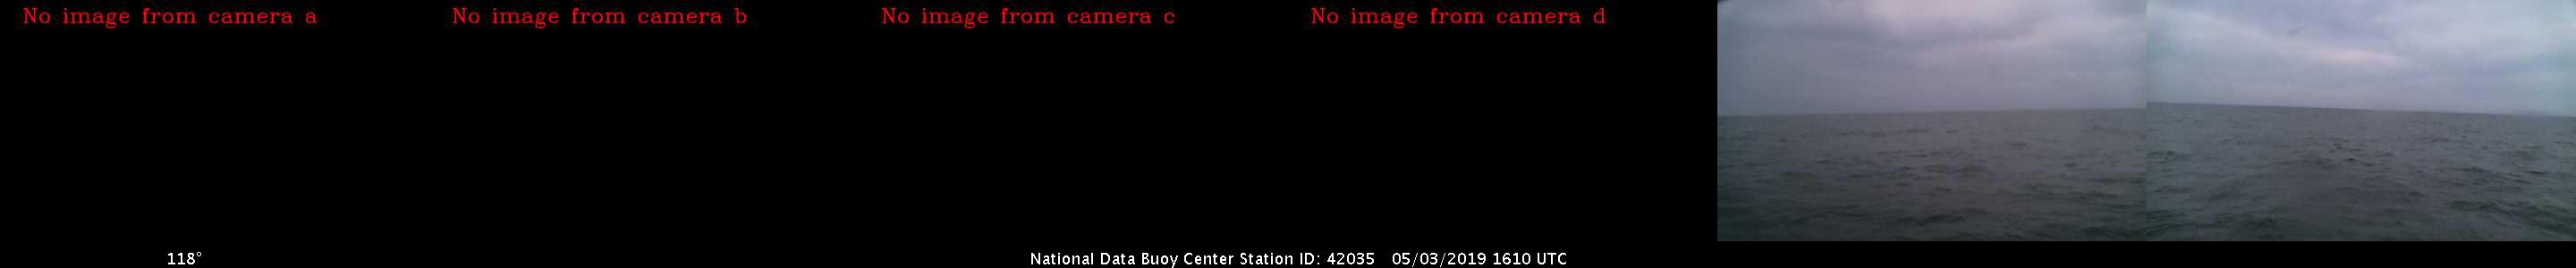 No image from camera a
No image from camera b
No image from camera c
No image from camera d
118°
National Data Buoy Center Station ID: 42035 05/03/2019 1610 UTC